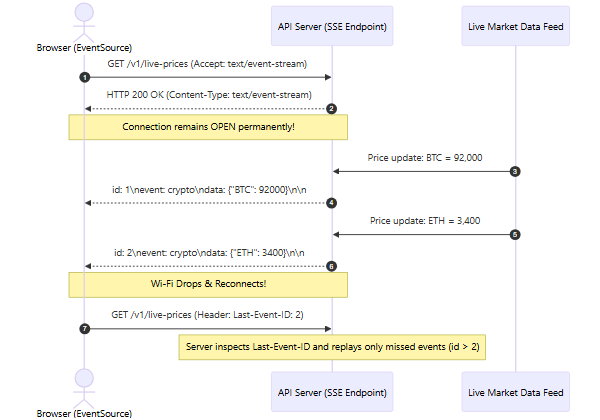 Browser (EventSource)
API Server (SSE Endpoint)
Live Market Data Feed
GET /v1/live-prices (Accept: text/event-stream)
1
HTTP 200 OK (Content-Type: text/event-stream)
2
Connection remains OPEN permanently!
Price update: BTC = 92,000
3
id: 1\nevent: crypto\ndata: {"BTC": 92000}\n\n
4
Price update: ETH = 3,400
5
id: 2\nevent: crypto\ndata: {"ETH": 3400}\n\n
6
Wi-Fi Drops & Reconnects!
GET /v1/live-prices (Header: Last-Event-ID: 2)
7
Server inspects Last-Event-ID and replays only missed events (id > 2)
Browser (EventSource)
API Server (SSE Endpoint)
Live Market Data Feed